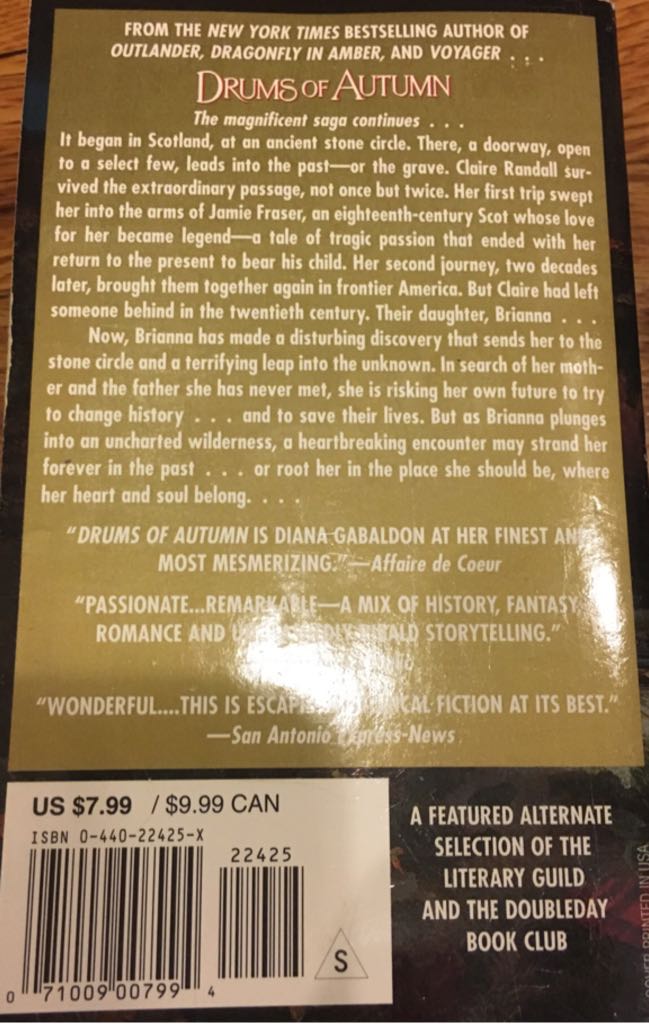 FROM THE NEW YORK TIMES BESTSELLING AUTHOR OF
OUTLANDER, DRAGONFLY IN AMBER, AND VOYAGER . . .
DRUMS OF AUTUMN
The magnificent saga continues . . .
It began in Scotland, at an ancient stone circle. There, a doorway, open
to a select few, leads into the past—or the grave. Claire Randall sur-
vived the extraordinary passage, not once but twice. Her first trip swept
her into the arms of Jamie Fraser, an eighteenth-century Scot whose love
for her became legend—a tale of tragic passion that ended with her
return to the present to bear his child. Her second journey, two decades
later, brought them together again in frontier America. But Claire had left
someone behind in the twentieth century. Their daughter, Brianna . . .
Now, Brianna has made a disturbing discovery that sends her to the
stone circle and a terrifying leap into the unknown. In search of her moth-
er and the father she has never met, she is risking her own future to try
to change history . . . and to save their lives. But as Brianna plunges
into an uncharted wilderness, a heartbreaking encounter may strand her
forever in the past . . . or root her in the place she should be, where
her heart and soul belong. . . .
"DRUMS OF AUTUMN IS DIANA GABALDON AT HER FINEST AND
MOST MESMERIZING."—Affaire de Coeur
"PASSIONATE...REMARKABLE—A MIX OF HISTORY, FANTASY,
ROMANCE AND STORYTELLING."
"WONDERFUL....THIS IS FICTION AT ITS BEST."
—San Antonio Express-News
US $7.99 / $9.99 CAN
ISBN 0-440-22425-X
22425
S
0 71009 00799 4
A FEATURED ALTERNATE
SELECTION OF THE
LITERARY GUILD
AND THE DOUBLEDAY
BOOK CLUB
COVER PRINTED IN USA